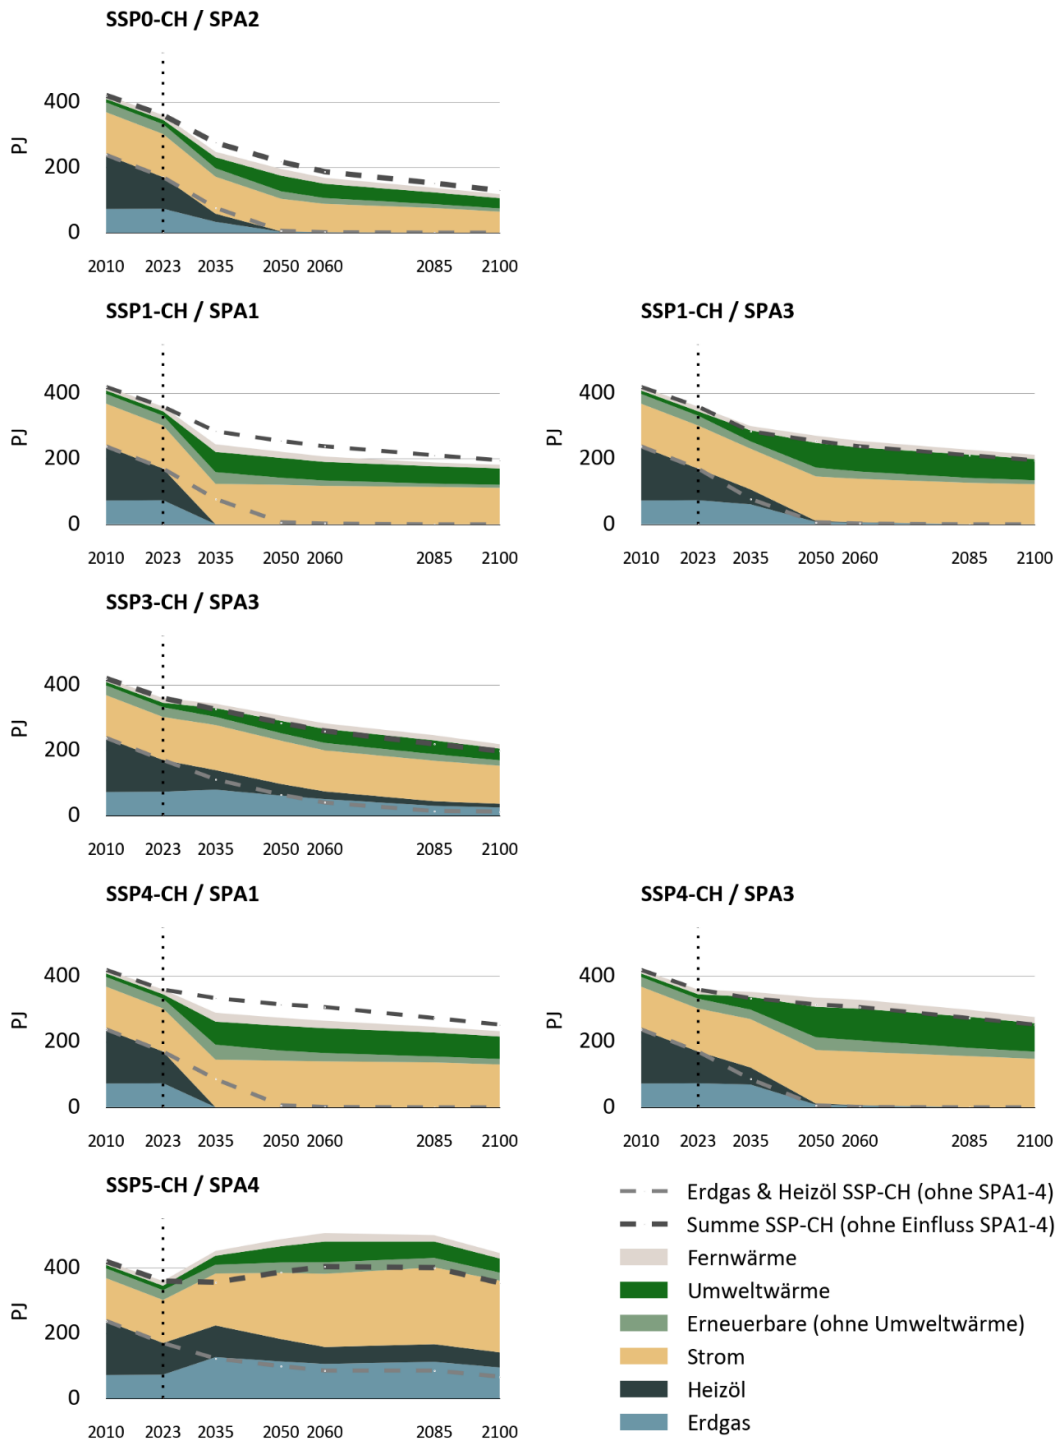 SSP0-CH / SPA2
PJ
400
200
0
2010 2023 2035 2050 2060 2085 2100
SSP1-CH / SPA1
PJ
400
200
0
2010 2023 2035 2050 2060 2085 2100
SSP1-CH / SPA3
PJ
400
200
0
2010 2023 2035 2050 2060 2085 2100
SSP3-CH / SPA3
PJ
400
200
0
2010 2023 2035 2050 2060 2085 2100
SSP4-CH / SPA1
PJ
400
200
0
2010 2023 2035 2050 2060 2085 2100
SSP4-CH / SPA3
PJ
400
200
0
2010 2023 2035 2050 2060 2085 2100
SSP5-CH / SPA4
PJ
400
200
0
2010 2023 2035 2050 2060 2085 2100
Erdgas & Heizöl SSP-CH (ohne SPA1-4)
Summe SSP-CH (ohne Einfluss SPA1-4)
Fernwärme
Umweltwärme
Erneuerbare (ohne Umweltwärme)
Strom
Heizöl
Erdgas